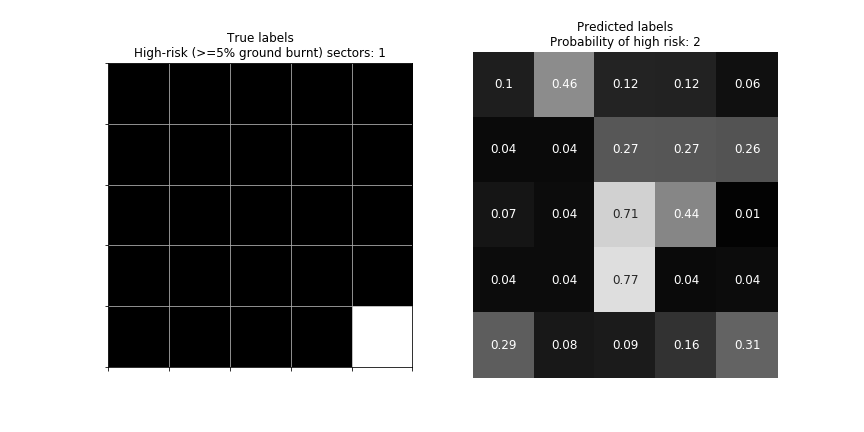 True labels
High-risk (>=5% ground burnt) sectors: 1
Predicted labels
Probability of high risk: 2
0.1 0.46 0.12 0.12 0.06
0.04 0.04 0.27 0.27 0.26
0.07 0.04 0.71 0.44 0.01
0.04 0.04 0.77 0.04 0.04
0.29 0.08 0.09 0.16 0.31